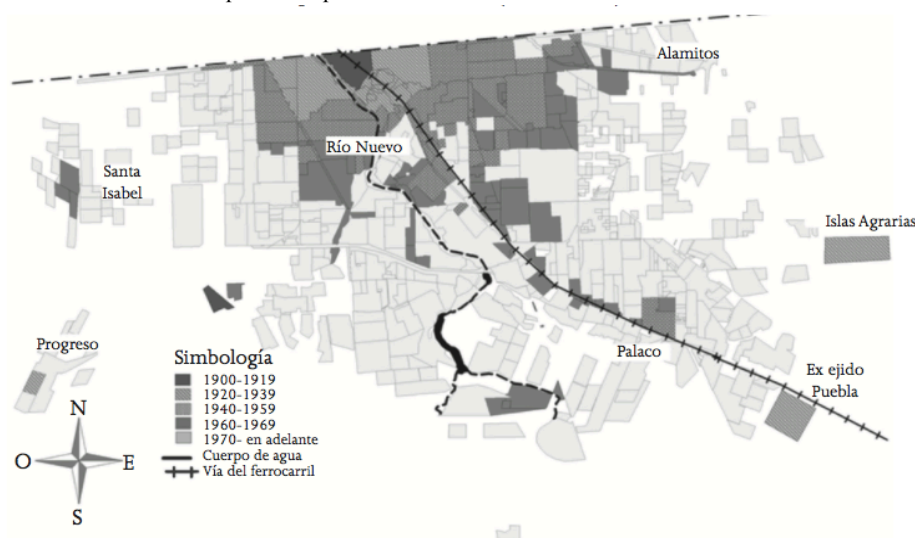 Alamitos
Río Nuevo
Santa
Isabel
Islas Agrarias
Progreso
Palaco
Ex ejido
Puebla
Simbología
1900-1919
1920-1939
1940-1959
1960-1969
1970- en adelante
Cuerpo de agua
Vía del ferrocarril
N
O
E
S